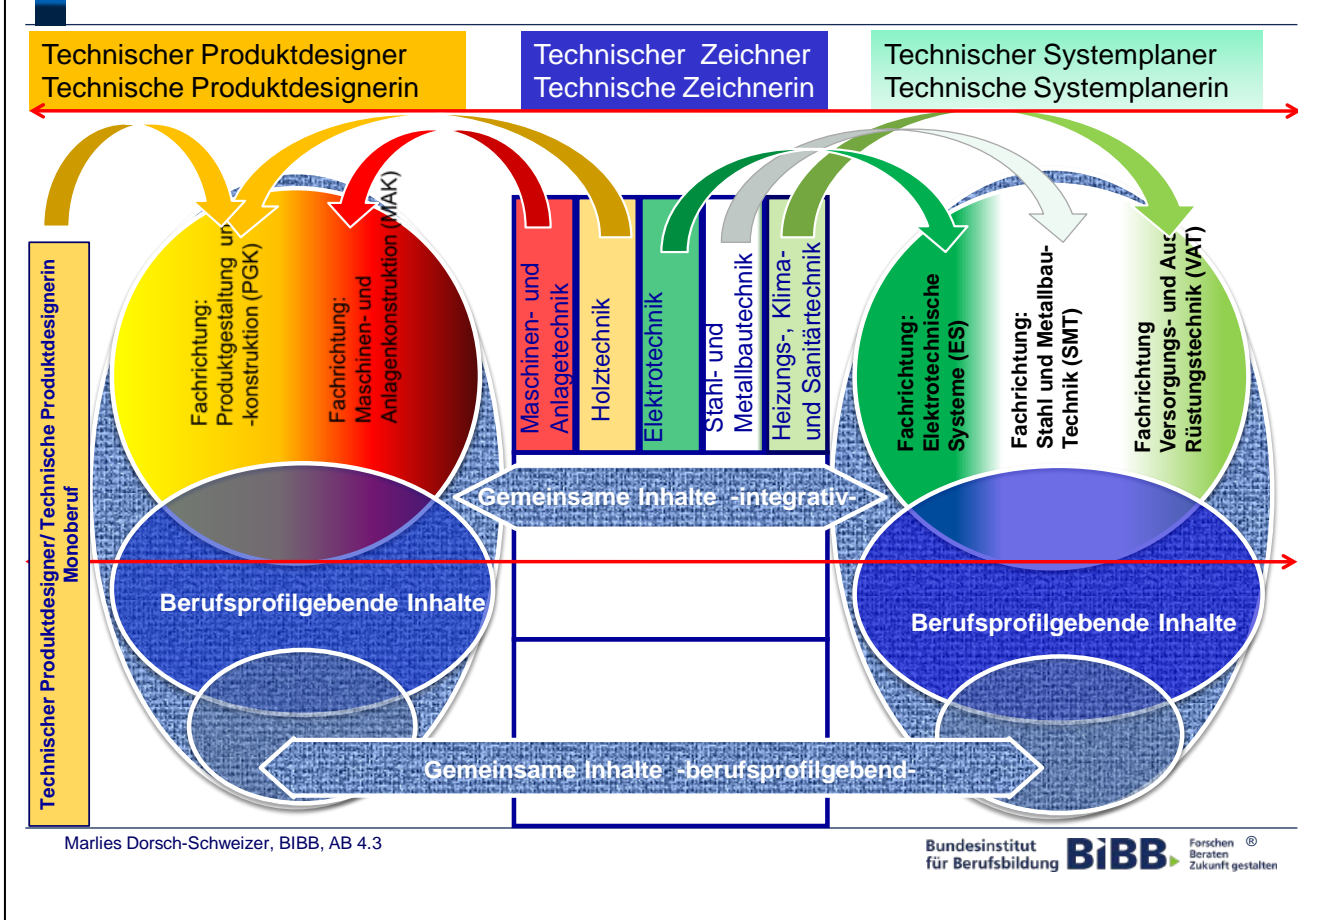 Technischer Produktdesigner
Technische Produktdesignerin
Technischer Zeichner
Technische Zeichnerin
Technischer Systemplaner
Technische Systemplanerin
Technischer Produktdesigner/ Technische Produktdesignerin
Monoberuf
Fachrichtung:
Produktgestaltung un
-konstruktion (PGK)
Fachrichtung:
Maschinen- und
Anlagenkonstruktion (MAK)
Maschinen- und
Anlagetechnik
Holztechnik
Elektrotechnik
Stahl- und
Metallbautechnik
Heizungs-, Klima-
und Sanitärtechnik
Fachrichtung:
Elektrotechnische
Systeme (ES)
Fachrichtung:
Stahl und Metallbau-
Technik (SMT)
Fachrichtung
Versorgungs- und Aus
Rüstungstechnik (VAT)
Gemeinsame Inhalte -integrativ-
Berufsprofilgebende Inhalte
Berufsprofilgebende Inhalte
Gemeinsame Inhalte -berufsprofilgebend-
Marlies Dorsch-Schweizer, BIBB, AB 4.3
Bundesinstitut
für Berufsbildung
BiBB
Forschen
Beraten
Zukunft gestalten
®